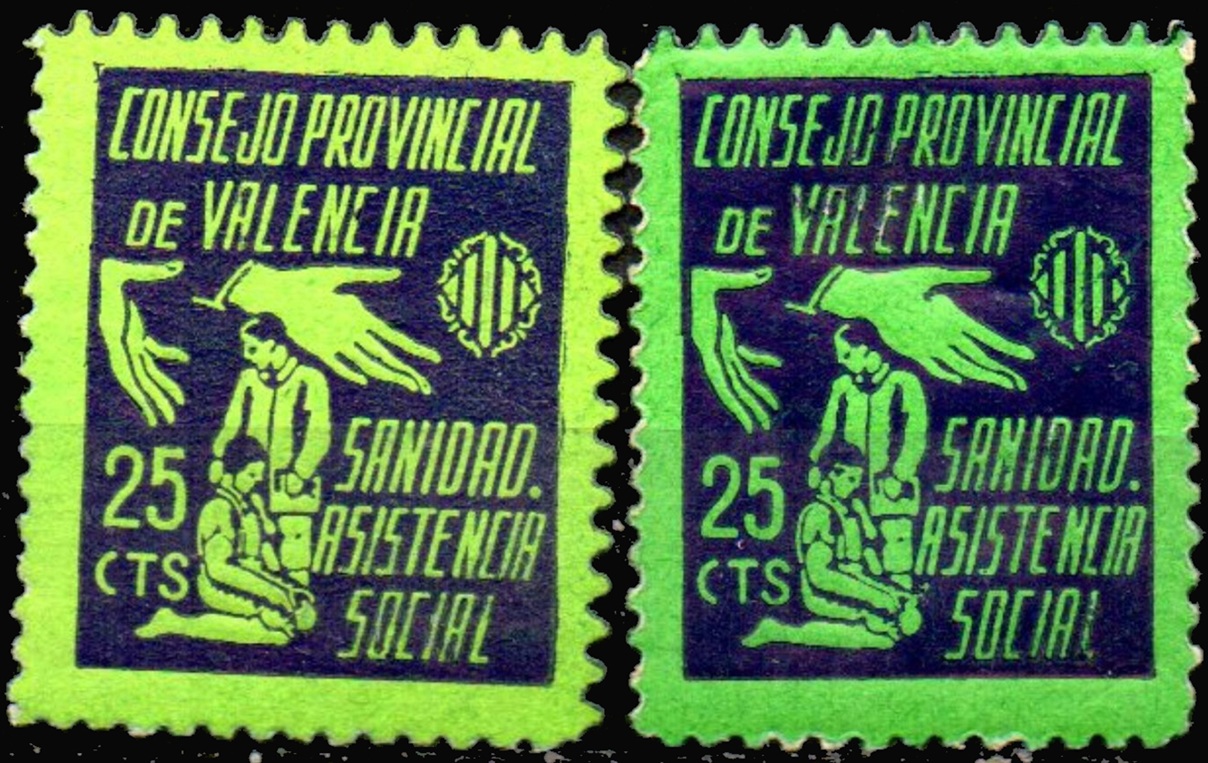 CONSEJO PROVINCIAL
DE VALENCIA
25
CTS
SANIDAD.
ASISTENCIA
SOCIAL
CONSEJO PROVINCIAL
DE VALENCIA
25
CTS
SANIDAD.
ASISTENCIA
SOCIAL